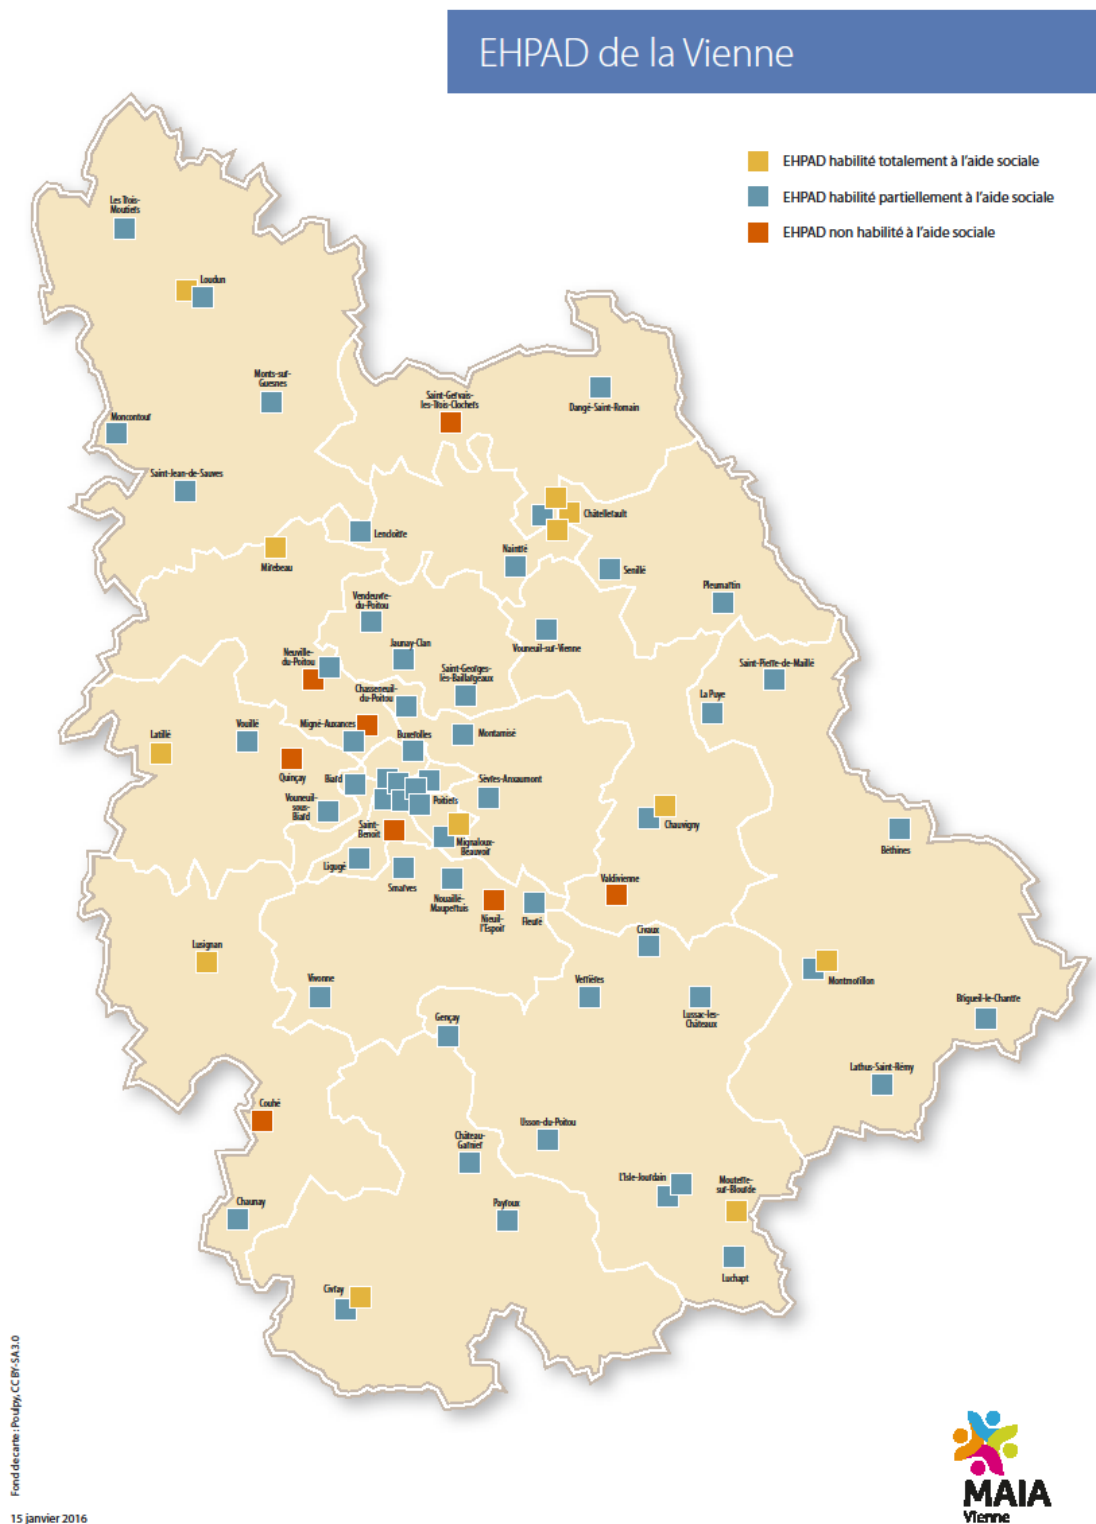 EHPAD de la Vienne
EHPAD habilité totalement à l'aide sociale
EHPAD habilité partiellement à l'aide sociale
EHPAD non habilité à l'aide sociale
Les Trois-
Moutiers
Loudun
Monts-sur-
Guesnes
Saint-Gervais-
les-Trois-Clochers
Dangé-Saint-Romain
Moncontour
Saint-Jean-de-Sauves
Châtellerault
Lencloître
Mirebeau
Naintré
Senillé
Pleumartin
Vendeuvre-
du-Poitou
Vouneuil-sur-Vienne
Jaunay-Clan
Neuville-
du-Poitou
Saint-Georges-
lès-Baillargeaux
Saint-Pierre-de-Maillé
La Puye
Chasseneuil-
du-Poitou
Latillé
Vouillé
Migné-Auxances
Buxerolles
Montamisé
Quinçay
Biard
Sèvres-Anxaumont
Poitiers
Vouneuil-
sous-
Biard
Saint-
Benoît
Mignaloux-
Beauvoir
Chauvigny
Béthines
Ligugé
Smarves
Nouaillé-
Maupertuis
Nieuil-
l'Espoir
Fleuré
Valdivienne
Civaux
Lusignan
Vivonne
Verrières
Lussac-les-
Châteaux
Montmorillon
Brigueil-le-Chantre
Gençay
Lathus-Saint-Rémy
Couhé
Usson-du-Poitou
Château-
Garnier
L'Isle-Jourdain
Mouterre-
sur-Blourde
Chaunay
Payroux
Luchapt
Civray
Fond de carte : Poulpy, CC BY-SA 3.0
15 janvier 2016
MAIA
Vienne